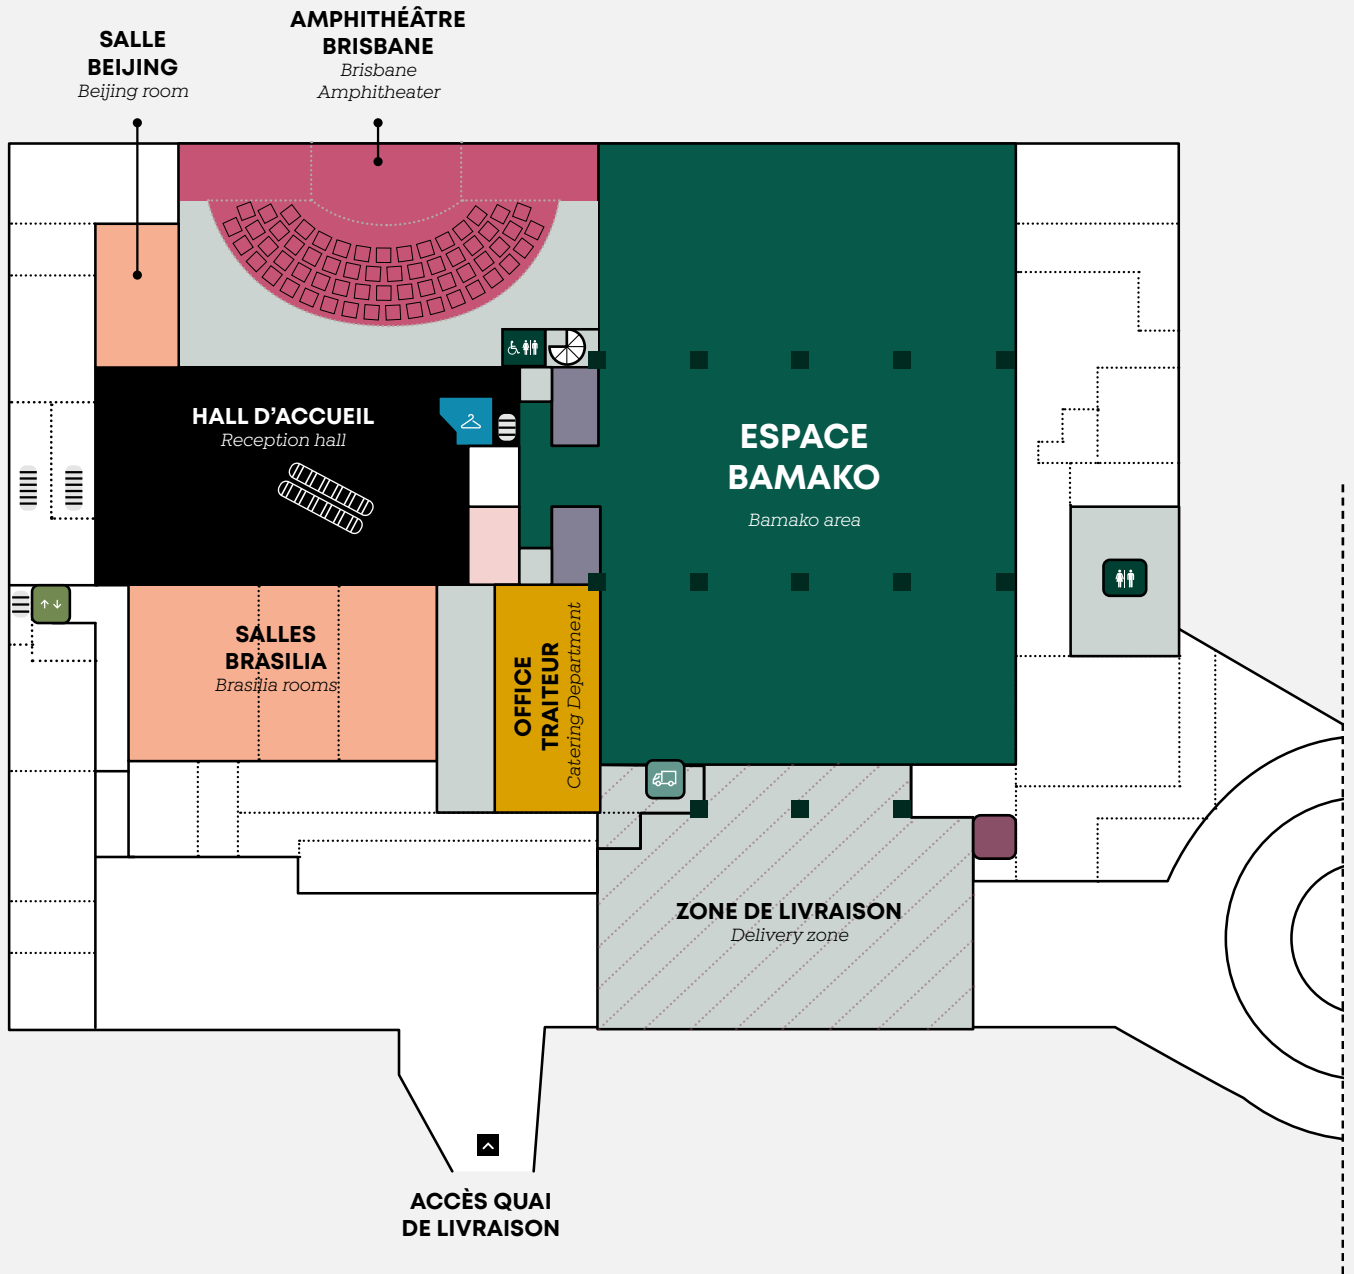 AMPHITHÉÂTRE
BRISBANE
Brisbane
Amphitheater
SALLE
BEIJING
Beijing room
HALL D'ACCUEIL
Reception hall
ESPACE
BAMAKO
Bamako area
SALLES
BRASILIA
Brasilia rooms
OFFICE
TRAITEUR
Catering Department
ZONE DE LIVRAISON
Delivery zone
ACCÈS QUAI
DE LIVRAISON